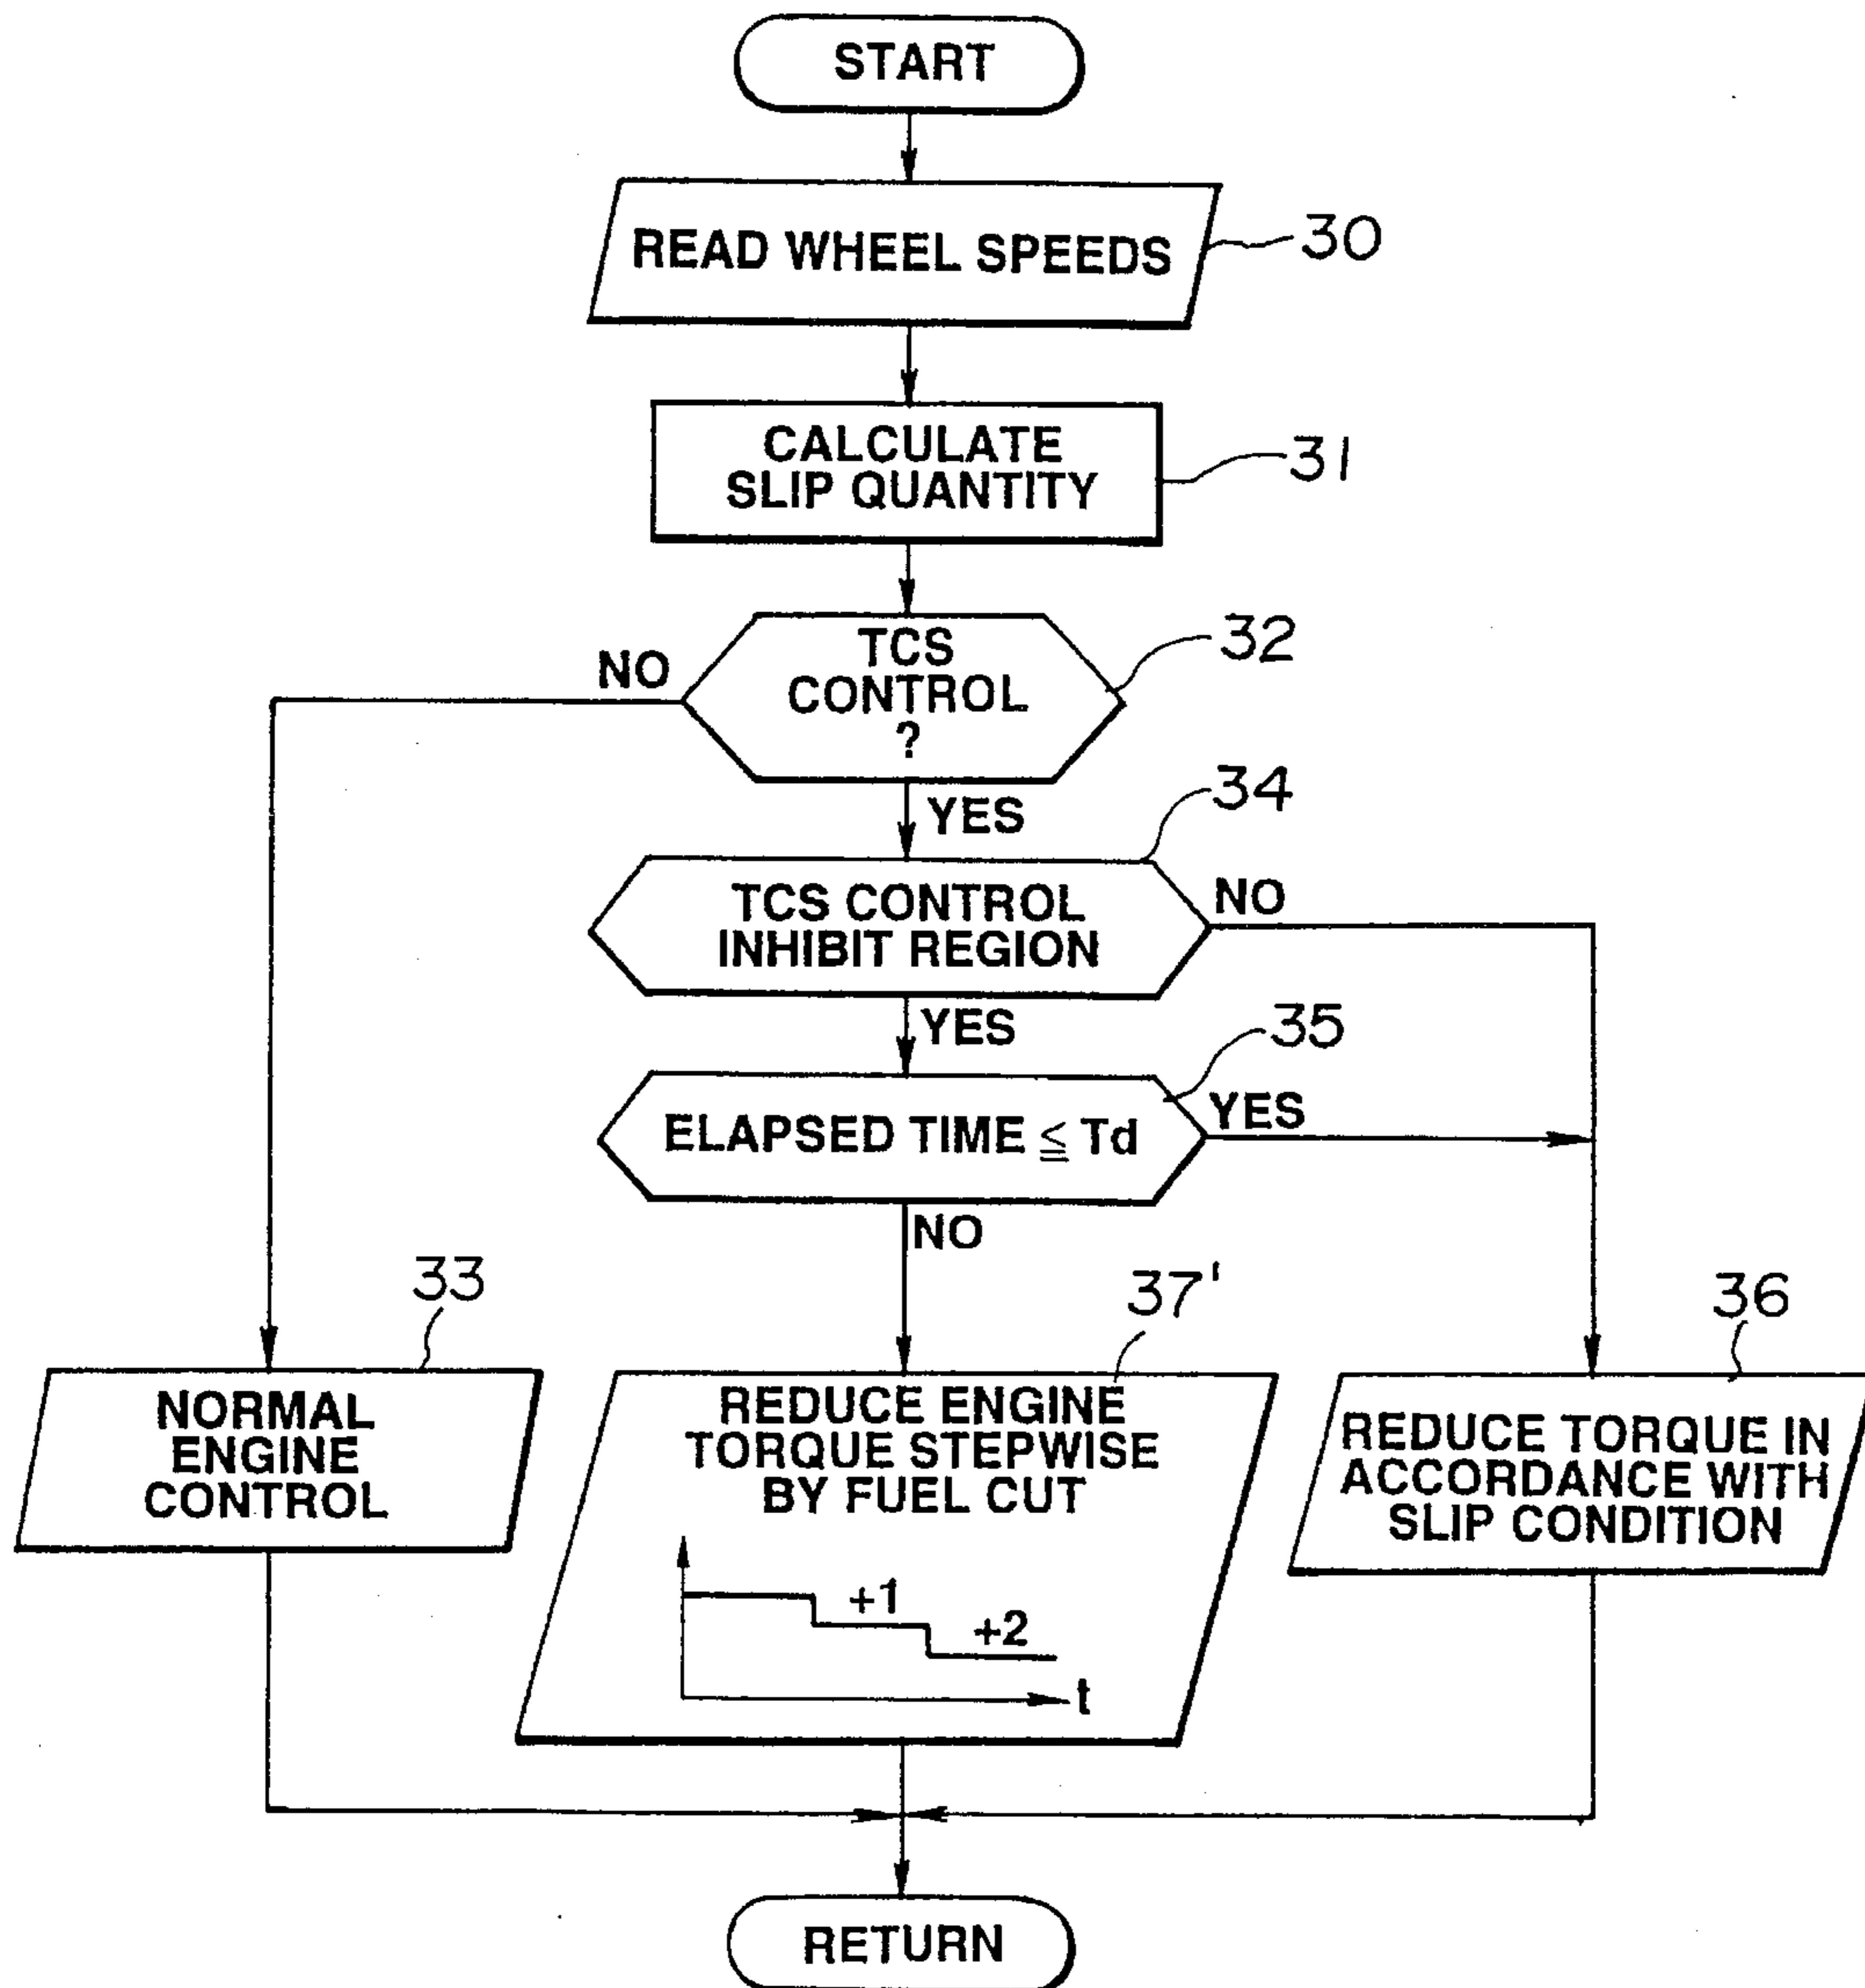 START
READ WHEEL SPEEDS
30
CALCULATE
SLIP QUANTITY
31
TCS
CONTROL
?
32
NO
YES
34
TCS CONTROL
INHIBIT REGION
NO
YES
35
ELAPSED TIME ≦ Td
YES
NO
33
NORMAL
ENGINE
CONTROL
37'
REDUCE ENGINE
TORQUE STEPWISE
BY FUEL CUT
+1
+2
t
36
REDUCE TORQUE IN
ACCORDANCE WITH
SLIP CONDITION
RETURN